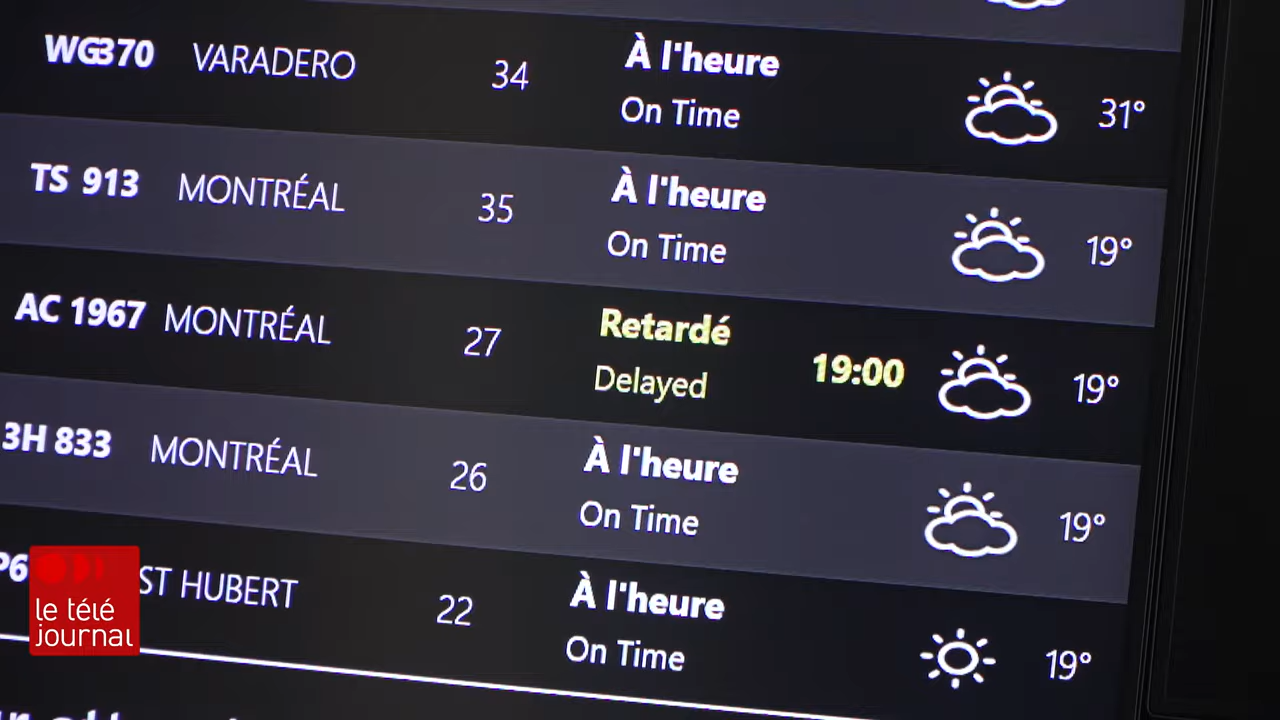 WG370 VARADERO 34 À l'heure 31°
On Time
TS 913 MONTRÉAL 35 À l'heure 19°
On Time
AC 1967 MONTRÉAL 27 Retardé 19:00 19°
Delayed
3H 833 MONTRÉAL 26 À l'heure 19°
On Time
ST HUBERT 22 À l'heure 19°
On Time
le télé
journal